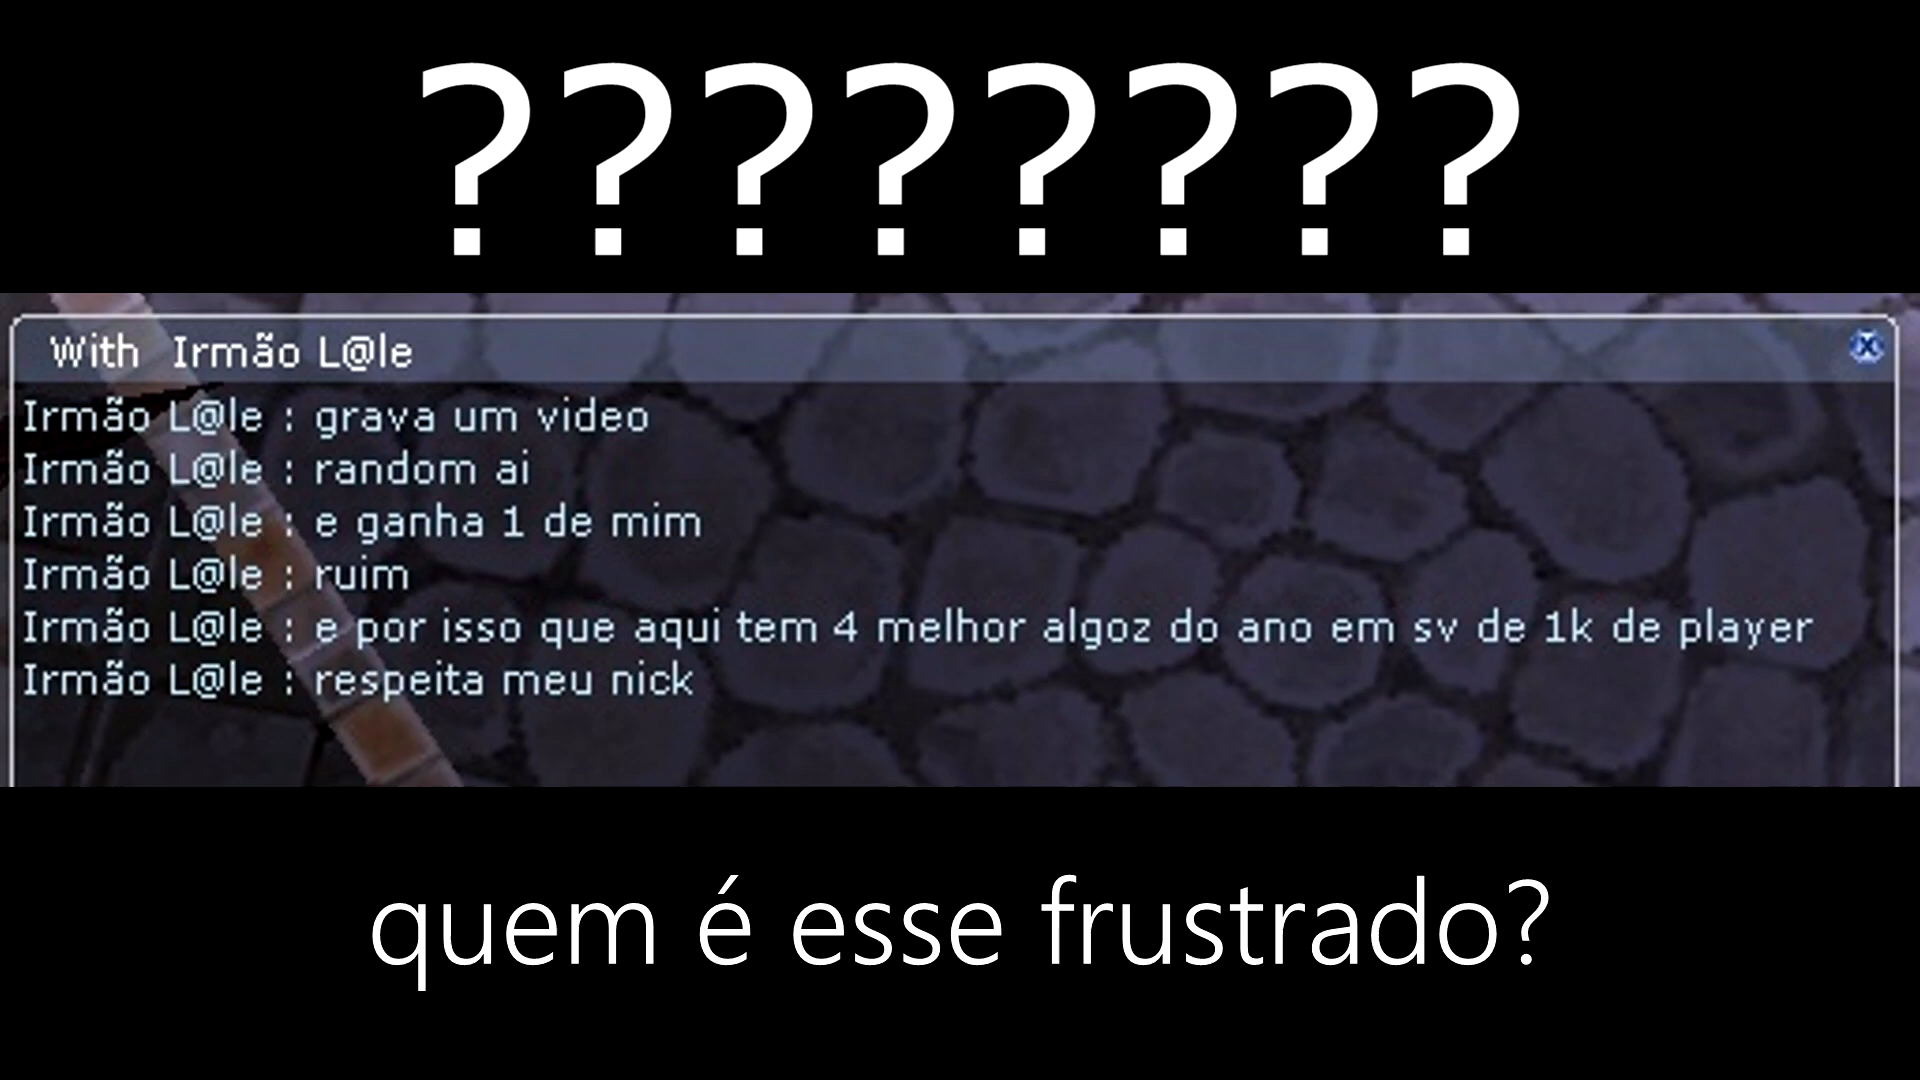 ????????
With Irmão L@le
Irmão L@le : grava um video
Irmão L@le : random ai
Irmão L@le : e ganha 1 de mim
Irmão L@le : ruim
Irmão L@le : e por isso que aqui tem 4 melhor algoz do ano em sv de 1k de player
Irmão L@le : respeita meu nick
quem é esse frustrado?